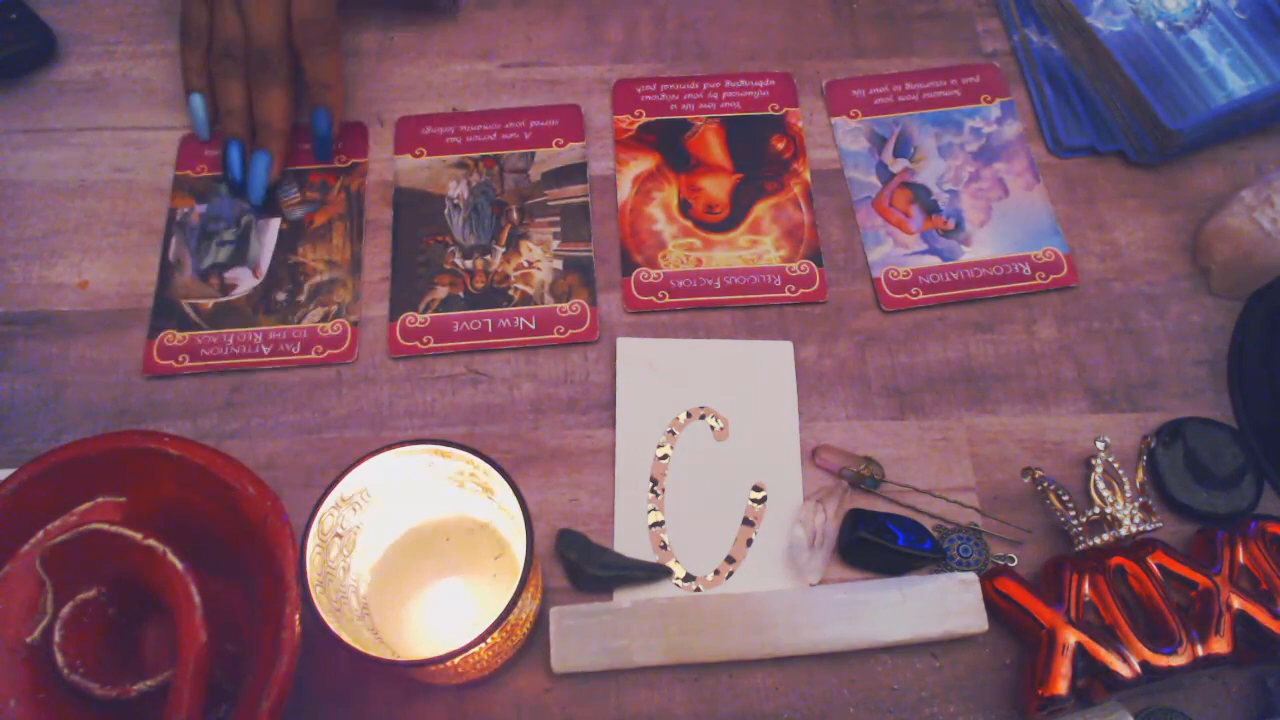 PAY ATTENTION
TO THE RED FLAGS
A new person has
stirred your romantic feelings
NEW LOVE
Your love life is
influenced by your religious
upbringing and spiritual path
RELIGIOUS FACTORS
Someone from your
past is returning to your life
RECONCILIATION
C
XOXO